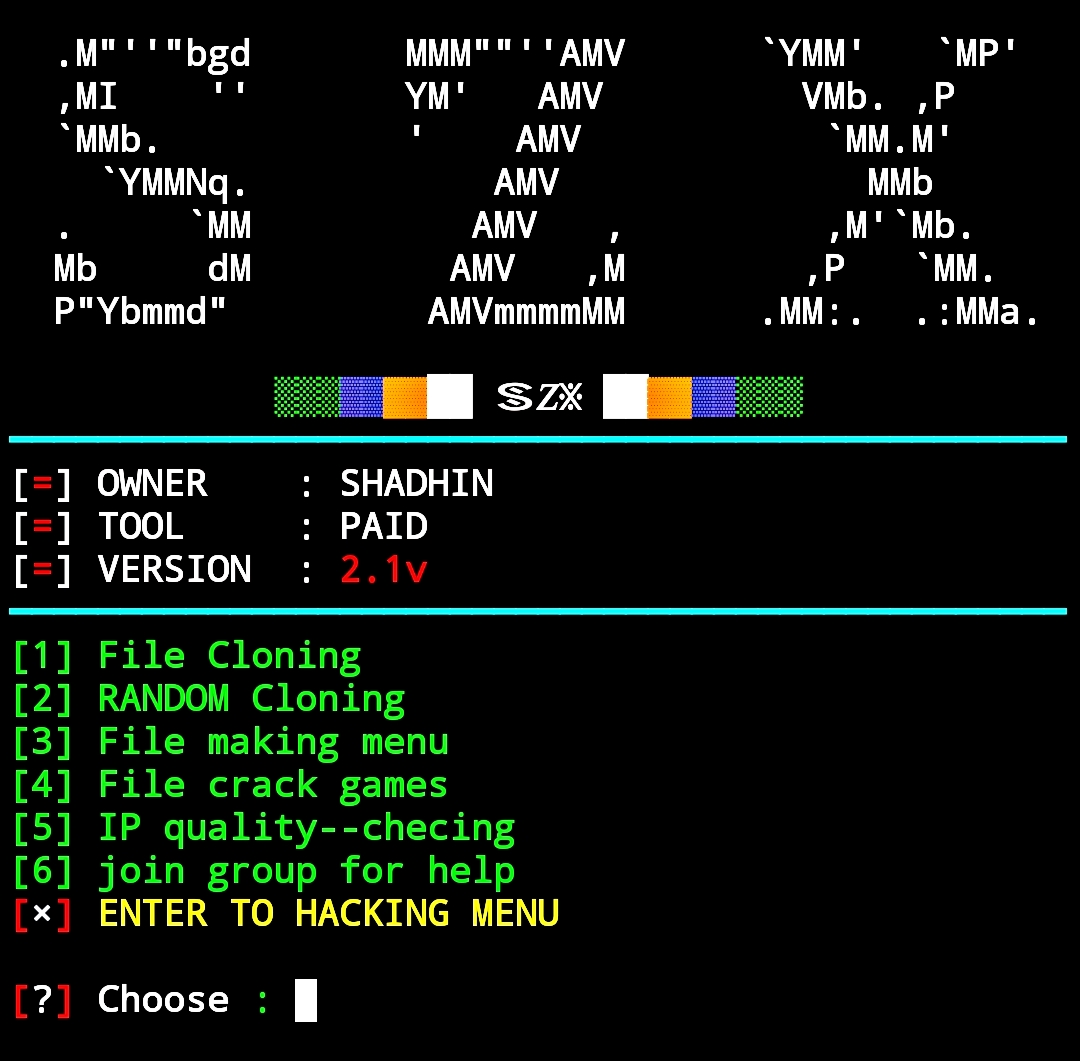 .M"''"bgd       MMM""''AMV      `YMM'   `MP'
,MI    ''       YM'   AMV         VMb. ,P
`MMb.           '    AMV           `MM.M'
  `YMMNq.           AMV              MMb
.     `MM          AMV   ,         ,M'`Mb.
Mb     dM         AMV   ,M        ,P   `MM.
P"Ybmmd"         AMVmmmmMM      .MM:.  .:MMa.
SZX
[=] OWNER    : SHADHIN
[=] TOOL     : PAID
[=] VERSION  : 2.1v
[1] File Cloning
[2] RANDOM Cloning
[3] File making menu
[4] File crack games
[5] IP quality--checing
[6] join group for help
[×] ENTER TO HACKING MENU
[?] Choose :